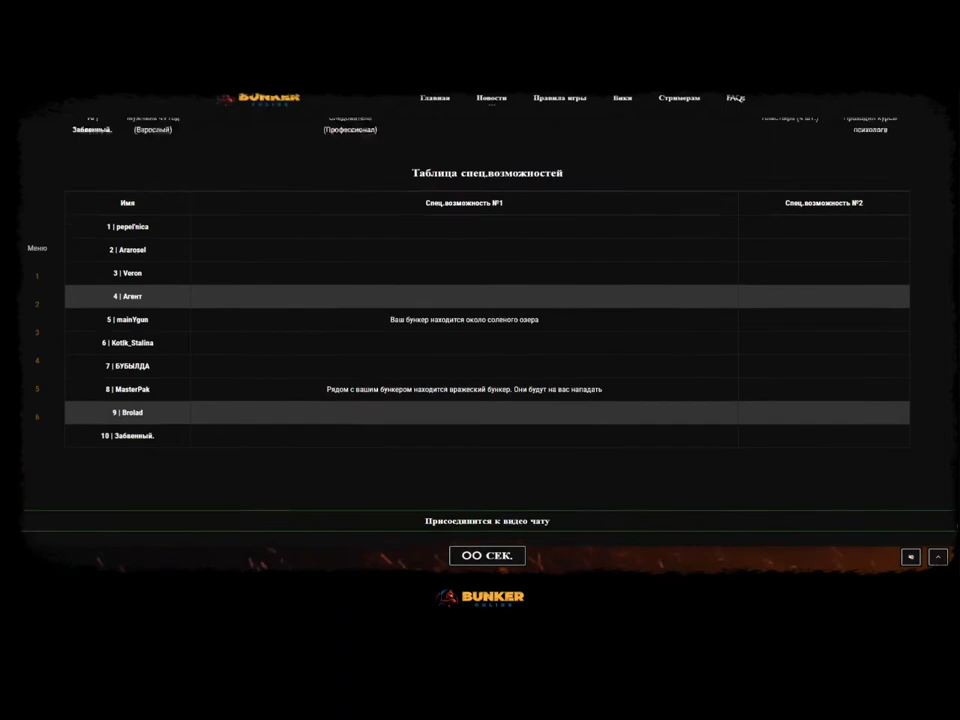 BUNKER
ONLINE
Главная Новости Правила игры Вики Стримерам FAQs
Забвенный. (Взрослый) (Профессионал) психолога
Таблица спец.возможностей
Имя Спец.возможность №1 Спец.возможность №2
1 | pepel'nica
2 | Ararosel
3 | Veron
4 | Агент
5 | mainYgun Ваш бункер находится около соленого озера
6 | Kotik_Stalina
7 | БУБЫЛДА
8 | MasterPak Рядом с вашим бункером находится вражеский бункер. Они будут на вас нападать
9 | Brolad
10 | Забвенный.
Меню
1
2
3
4
5
6
Присоединится к видео чату
00 СЕК.
BUNKER
ONLINE